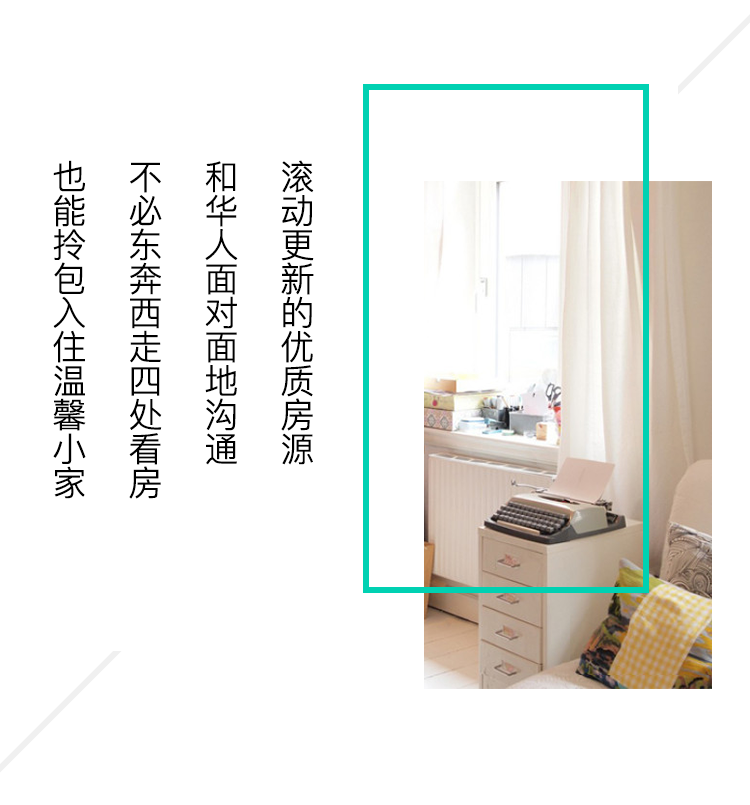 滚动更新的优质房源
和华人面对面地沟通
不必东奔西走四处看房
也能拎包入住温馨小家